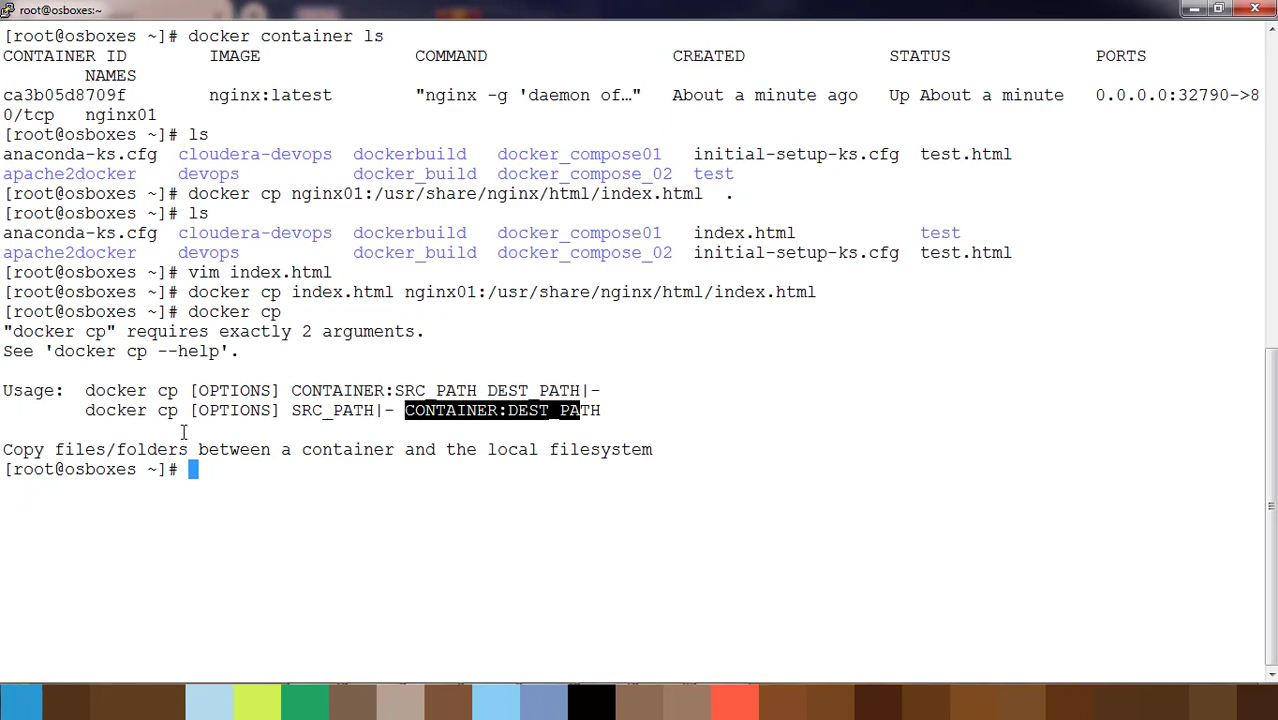 root@osboxes:~
[root@osboxes ~]# docker container ls
CONTAINER ID        IMAGE               COMMAND                  CREATED             STATUS              PORTS
         NAMES
ca3b05d8709f        nginx:latest        "nginx -g 'daemon of…"   About a minute ago   Up About a minute   0.0.0.0:32790->8
0/tcp   nginx01
[root@osboxes ~]# ls
anaconda-ks.cfg  cloudera-devops  dockerbuild   docker_compose01   initial-setup-ks.cfg  test.html
apache2docker    devops           docker_build  docker_compose_02  test
[root@osboxes ~]# docker cp nginx01:/usr/share/nginx/html/index.html  .
[root@osboxes ~]# ls
anaconda-ks.cfg  cloudera-devops  dockerbuild   docker_compose01   index.html            test
apache2docker    devops           docker_build  docker_compose_02  initial-setup-ks.cfg  test.html
[root@osboxes ~]# vim index.html
[root@osboxes ~]# docker cp index.html nginx01:/usr/share/nginx/html/index.html
[root@osboxes ~]# docker cp
"docker cp" requires exactly 2 arguments.
See 'docker cp --help'.
Usage:  docker cp [OPTIONS] CONTAINER:SRC_PATH DEST_PATH|-
        docker cp [OPTIONS] SRC_PATH|- CONTAINER:DEST_PATH
Copy files/folders between a container and the local filesystem
[root@osboxes ~]#